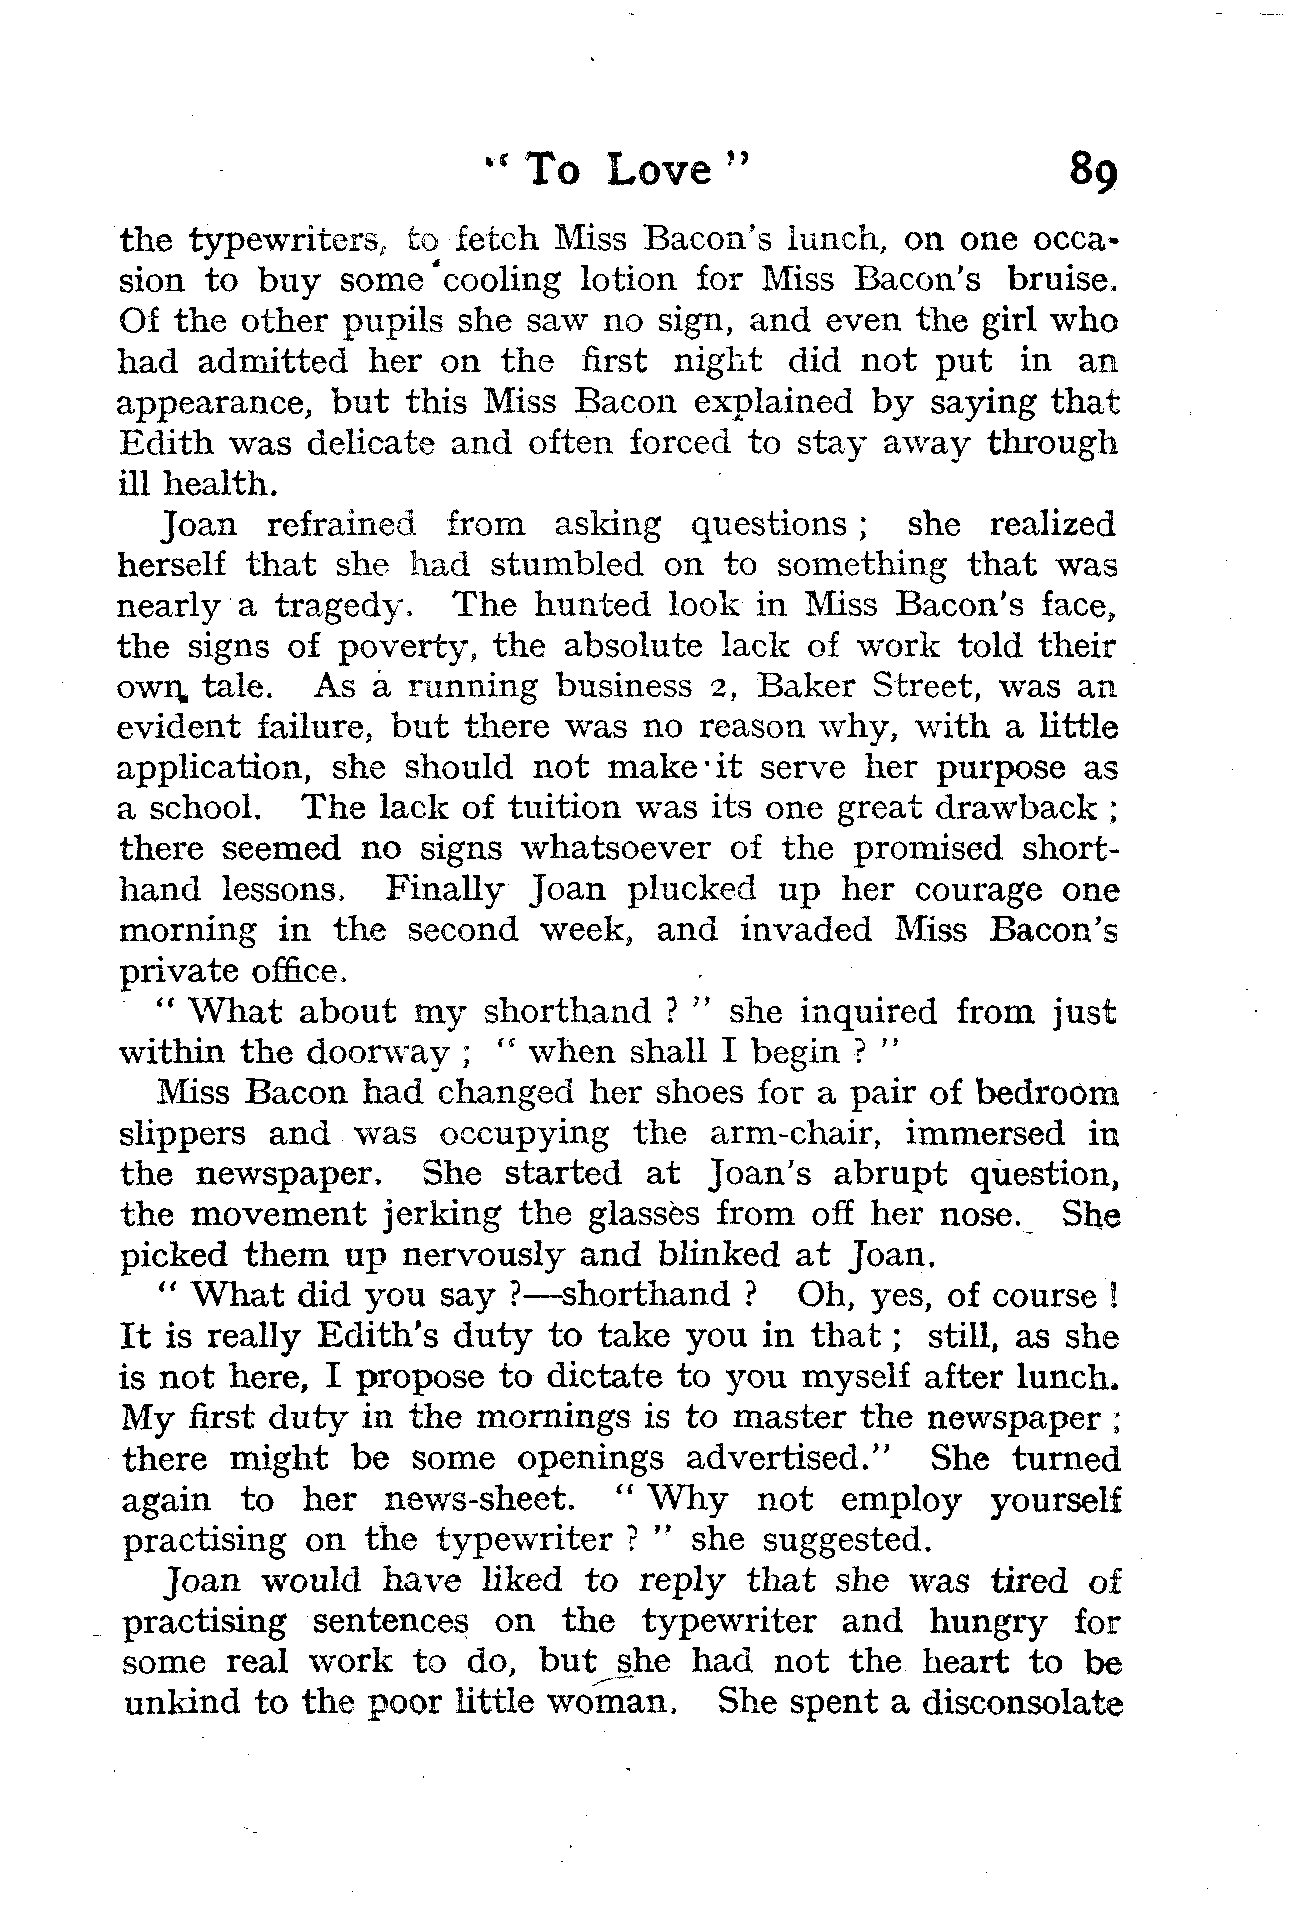 “ To Love ” 89
the typewriters, to fetch Miss Bacon's lunch, on one occa-
sion to buy some cooling lotion for Miss Bacon's bruise.
Of the other pupils she saw no sign, and even the girl who
had admitted her on the first night did not put in an
appearance, but this Miss Bacon explained by saying that
Edith was delicate and often forced to stay away through
ill health.
Joan refrained from asking questions ; she realized
herself that she had stumbled on to something that was
nearly a tragedy. The hunted look in Miss Bacon's face,
the signs of poverty, the absolute lack of work told their
own tale. As a running business 2, Baker Street, was an
evident failure, but there was no reason why, with a little
application, she should not make it serve her purpose as
a school. The lack of tuition was its one great drawback ;
there seemed no signs whatsoever of the promised short-
hand lessons. Finally Joan plucked up her courage one
morning in the second week, and invaded Miss Bacon's
private office.
“ What about my shorthand ? ” she inquired from just
within the doorway ; “ when shall I begin ? ”
Miss Bacon had changed her shoes for a pair of bedroom
slippers and was occupying the arm-chair, immersed in
the newspaper. She started at Joan's abrupt question,
the movement jerking the glasses from off her nose. She
picked them up nervously and blinked at Joan.
“ What did you say ?—shorthand ? Oh, yes, of course !
It is really Edith's duty to take you in that ; still, as she
is not here, I propose to dictate to you myself after lunch.
My first duty in the mornings is to master the newspaper ;
there might be some openings advertised.” She turned
again to her news-sheet. “ Why not employ yourself
practising on the typewriter ? ” she suggested.
Joan would have liked to reply that she was tired of
practising sentences on the typewriter and hungry for
some real work to do, but she had not the heart to be
unkind to the poor little woman. She spent a disconsolate